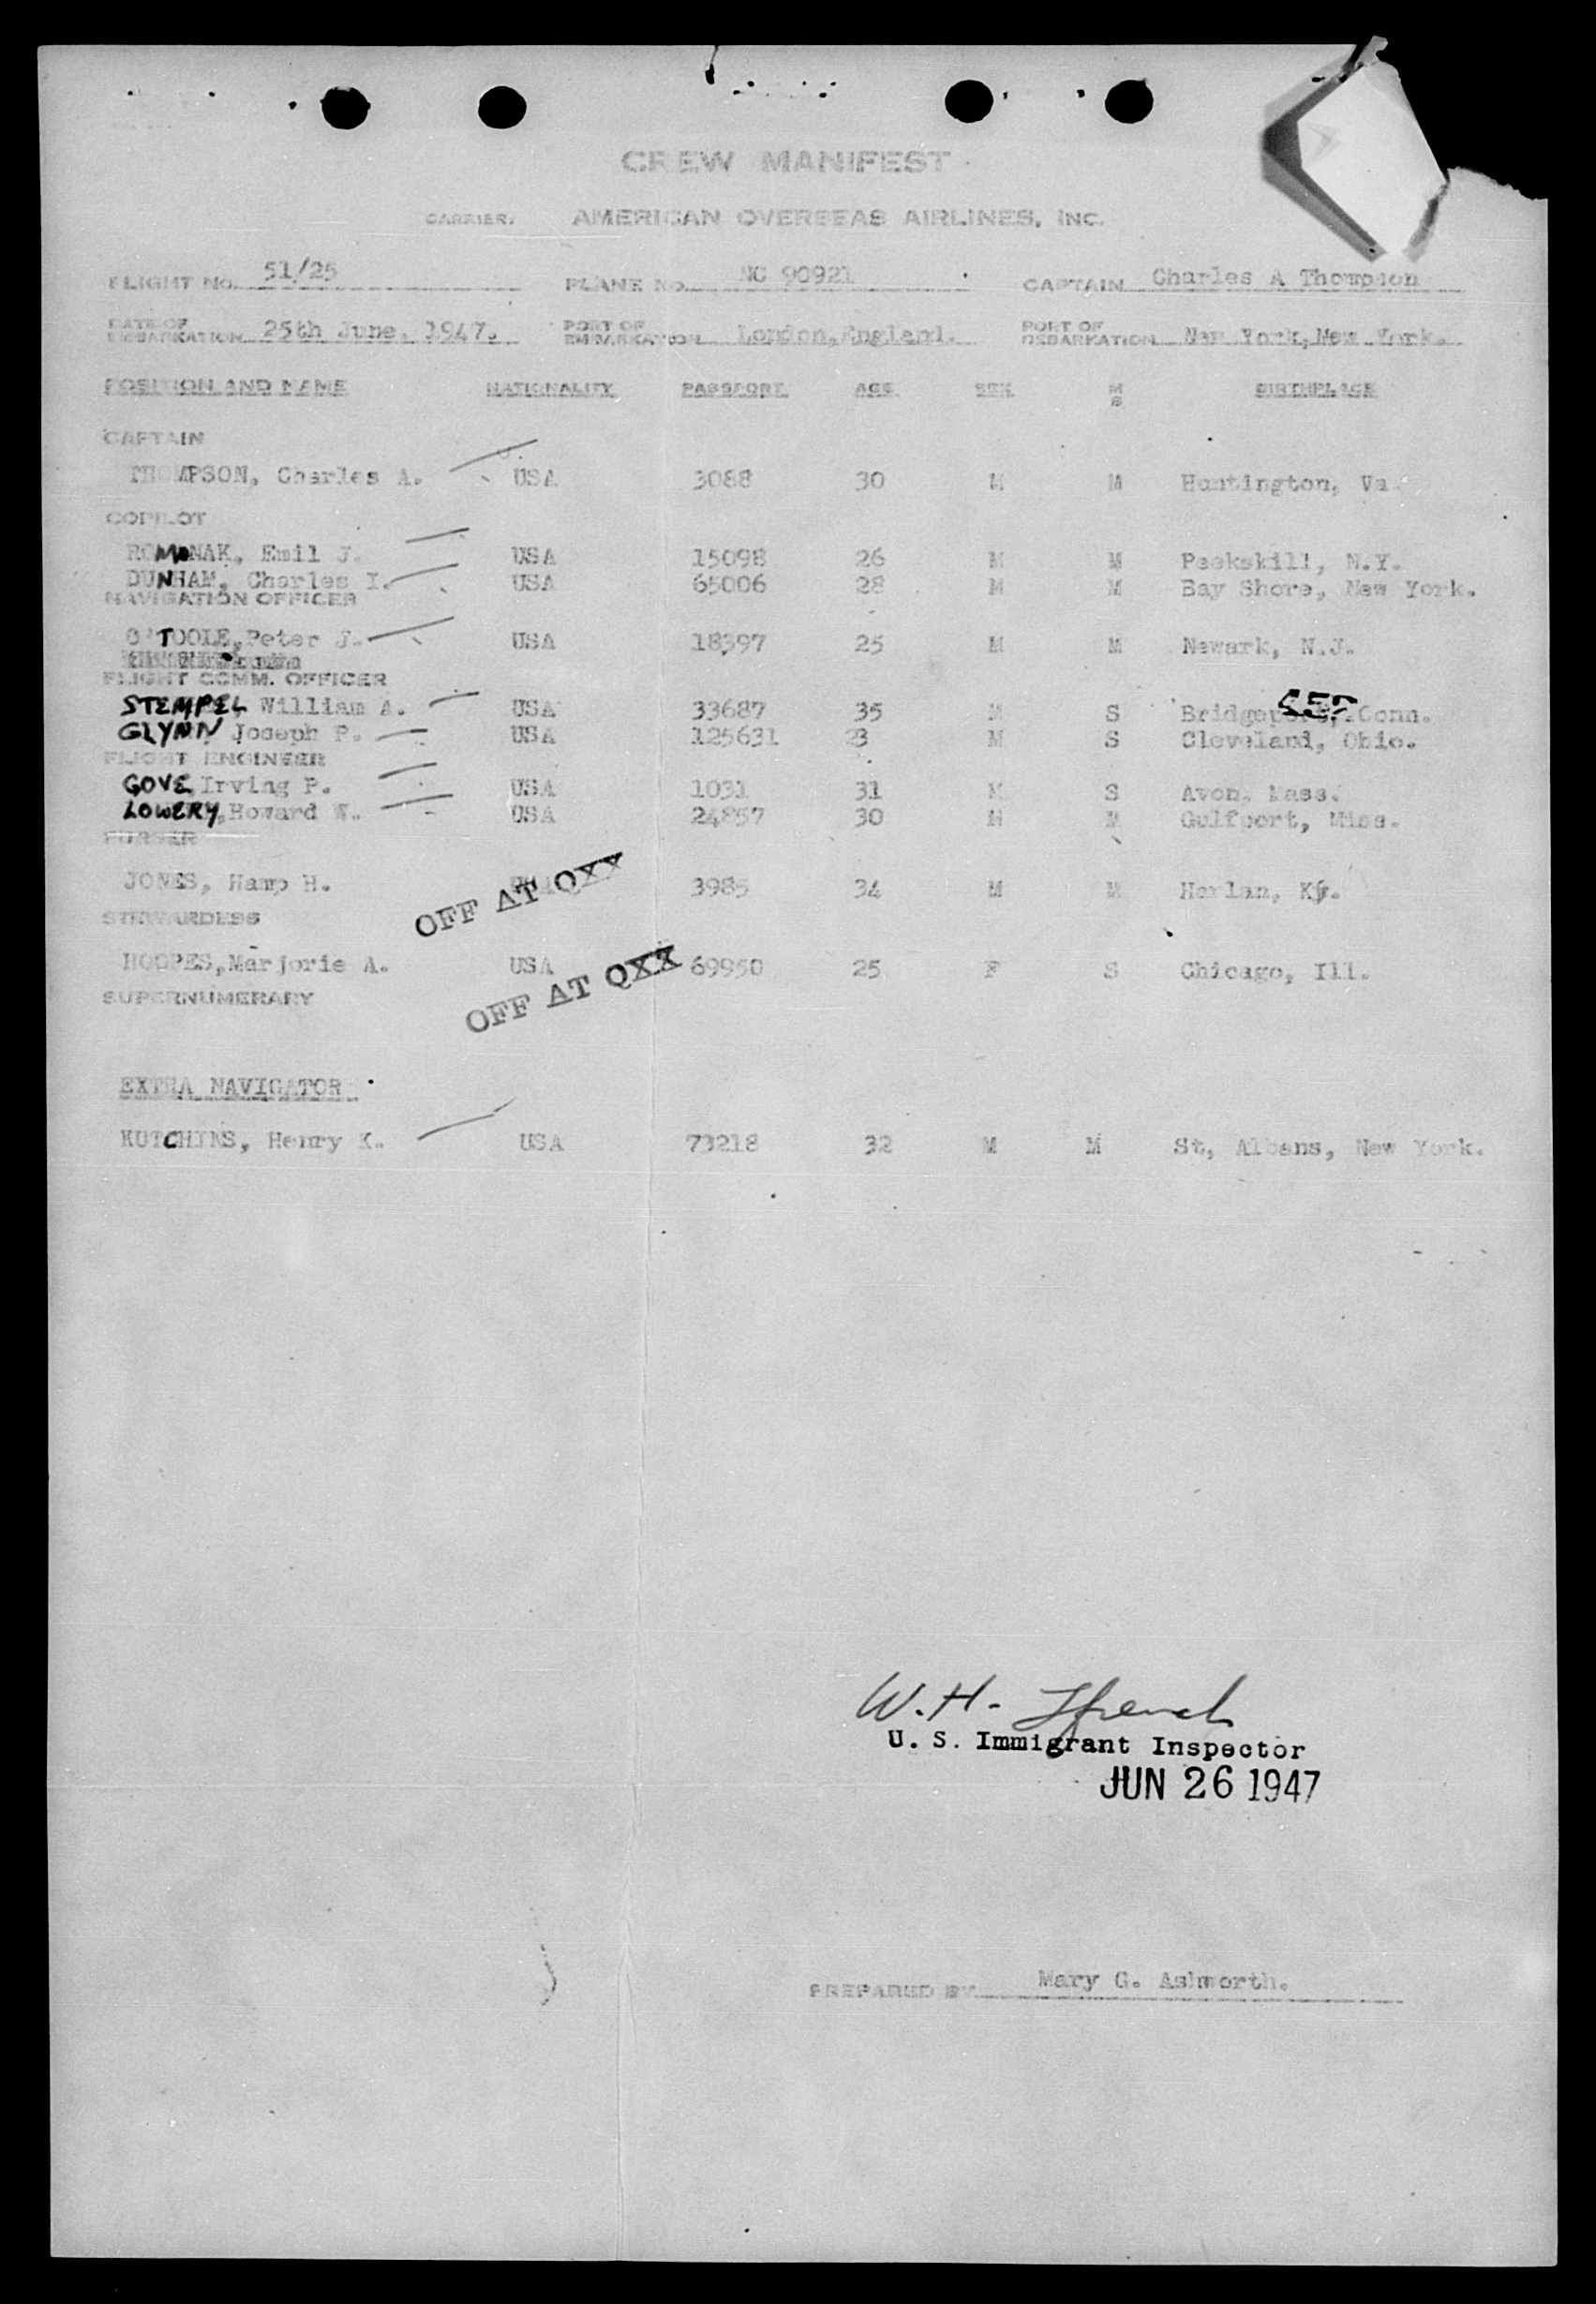 CREW MANIFEST
CARRIER. AMERICAN OVERSEAS AIRLINES, INC.
FLIGHT NO. 51/25 PLANE NO. NC 90921 CAPTAIN Charles A Thompson
DATE OF EMBARKATION 25th June, 1947. PORT OF EMBARKATION London, England. PORT OF DEBARKATION New York, New York.
POSITION AND NAME NATIONALITY PASSPORT AGE SEX M S BIRTHPLACE
CAPTAIN
THOMPSON, Charles A. USA 3088 30 M M Huntington, Va.
COPILOT
ROMANAK, Emil J. USA 15098 26 M M Peekskill, N.Y.
DUNHAM, Charles I. USA 65006 28 M M Bay Shore, New York.
NAVIGATION OFFICER
O'TOOLE, Peter J. USA 18397 25 M M Newark, N.J.
FLIGHT COMM. OFFICER
STEMPEL, William A. USA 33687 35 M S Bridgeport, Conn.
GLYNN, Joseph P. USA 125631 23 M S Cleveland, Ohio.
FLIGHT ENGINEER
GOVE, Irving P. USA 1031 31 M S Avon, Mass.
LOWERY, Howard W. USA 24857 30 M M Gulfport, Miss.
PURSER
JONES, Hamp H. OFF AT QXX 3985 34 M M Harlan, Ky.
STEWARDESS
HOOPES, Marjorie A. USA 69950 25 F S Chicago, Ill.
OFF AT QXX
SUPERNUMERARY
EXTRA NAVIGATOR
HUTCHINS, Henry K. USA 73218 32 M M St, Albans, New York.
W. H. French
U. S. Immigrant Inspector
JUN 26 1947
PREPARED BY Mary G. Ashworth.